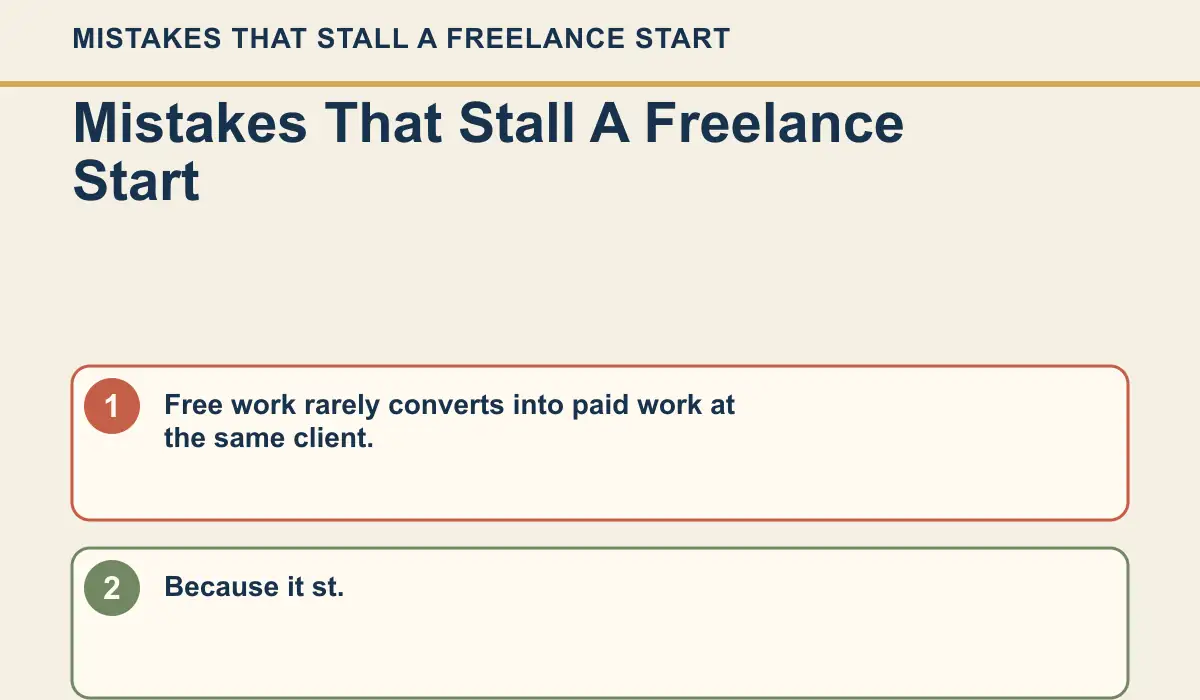 MISTAKES THAT STALL A FREELANCE START
Mistakes That Stall A Freelance
Start
1
Free work rarely converts into paid work at
the same client.
2
Because it st.